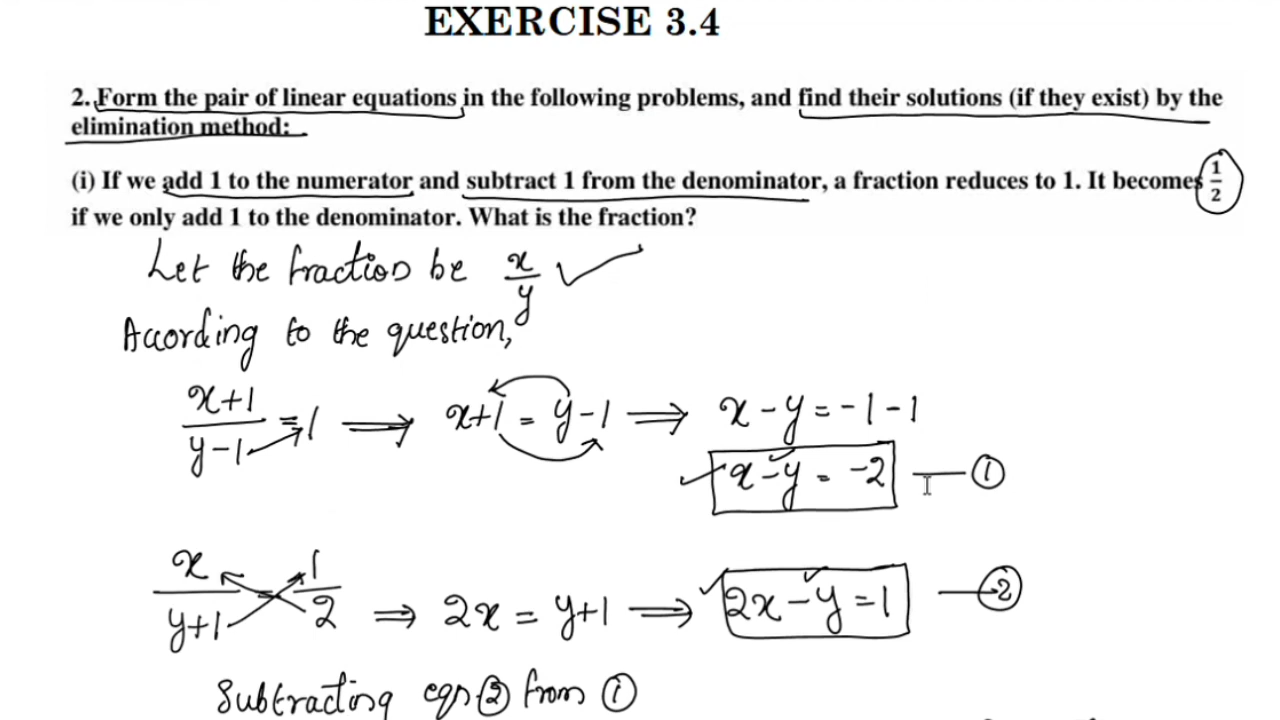 EXERCISE 3.4
2. Form the pair of linear equations in the following problems, and find their solutions (if they exist) by the
elimination method:
(i) If we add 1 to the numerator and subtract 1 from the denominator, a fraction reduces to 1. It becomes 1/2
if we only add 1 to the denominator. What is the fraction?
Let the fraction be x/y ✓
According to the question,
x+1/y-1 = 1 ⟹ x+1 = y-1 ⟹ x-y = -1-1
x-y = -2 — ①
x/y+1 = 1/2 ⟹ 2x = y+1 ⟹ 2x-y=1 — ②
Subtracting eqn ② from ①